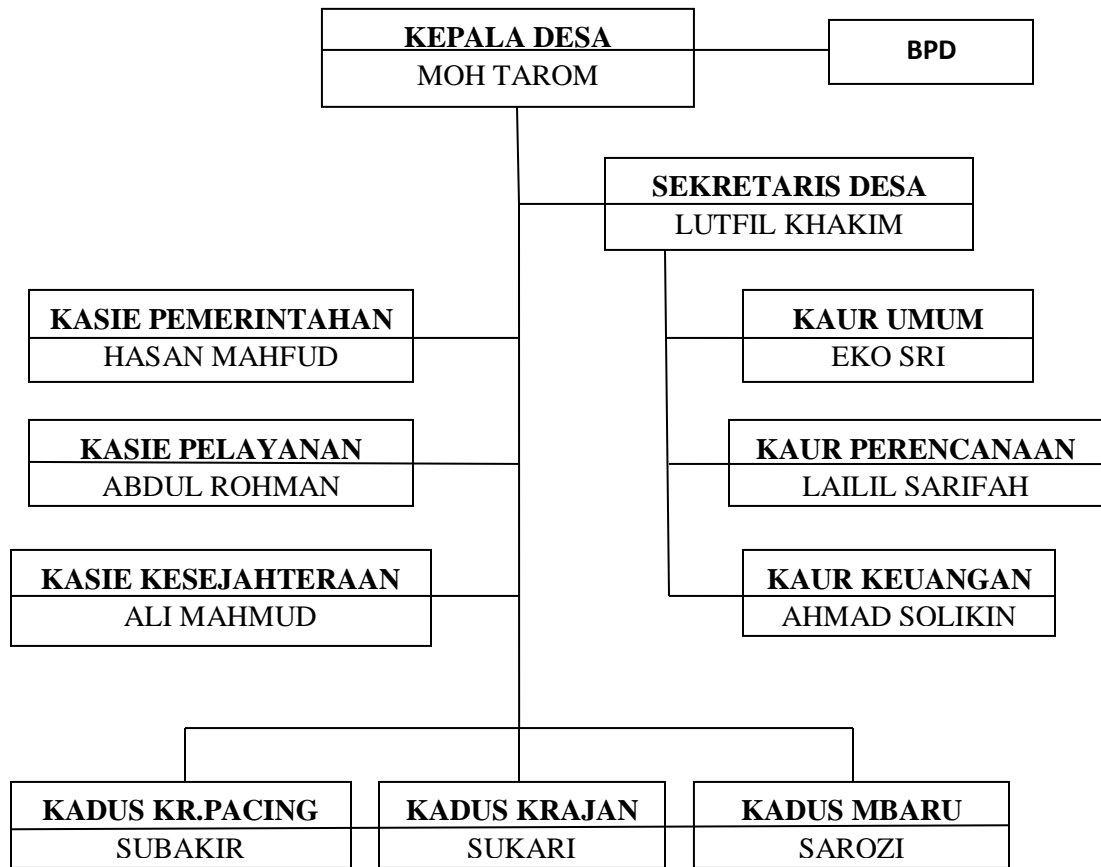 KEPALA DESA
MOH TAROM
BPD
SEKRETARIS DESA
LUTFIL KHAKIM
KASIE PEMERINTAHAN
HASAN MAHFUD
KAUR UMUM
EKO SRI
KASIE PELAYANAN
ABDUL ROHMAN
KAUR PERENCANAAN
LAILIL SARIFAH
KASIE KESEJAHTERAAN
ALI MAHMUD
KAUR KEUANGAN
AHMAD SOLIKIN
KADUS KR.PACING
SUBAKIR
KADUS KRAJAN
SUKARI
KADUS MBARU
SAROZI